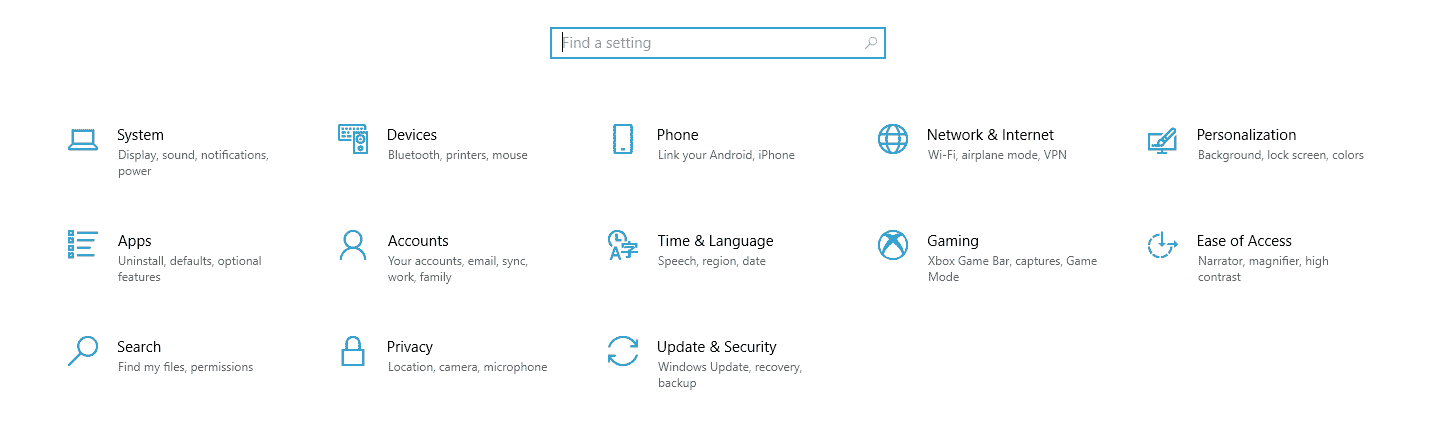 Find a setting
System
Display, sound, notifications,
power
Devices
Bluetooth, printers, mouse
Phone
Link your Android, iPhone
Network & Internet
Wi-Fi, airplane mode, VPN
Personalization
Background, lock screen, colors
Apps
Uninstall, defaults, optional
features
Accounts
Your accounts, email, sync,
work, family
Time & Language
Speech, region, date
Gaming
Xbox Game Bar, captures, Game
Mode
Ease of Access
Narrator, magnifier, high
contrast
Search
Find my files, permissions
Privacy
Location, camera, microphone
Update & Security
Windows Update, recovery,
backup